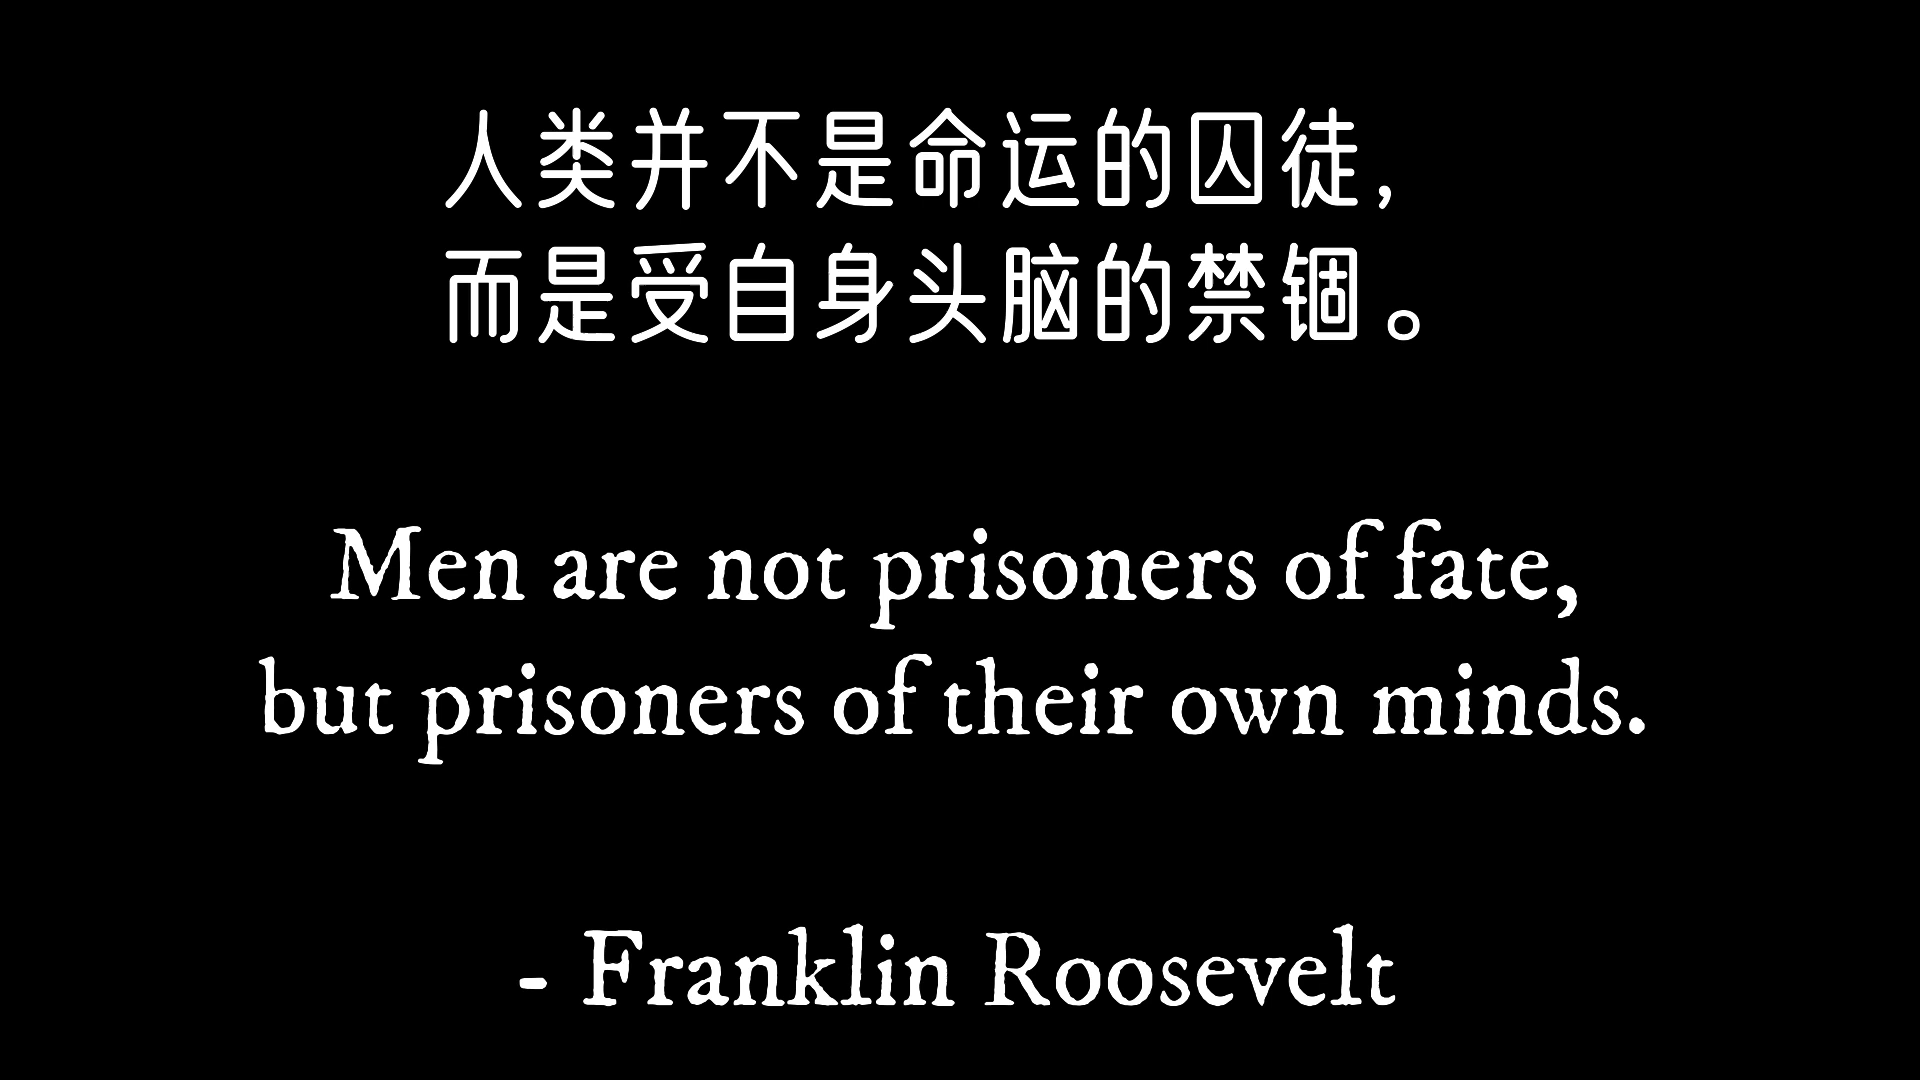 人类并不是命运的囚徒，
而是受自身头脑的禁锢。
Men are not prisoners of fate,
but prisoners of their own minds.
- Franklin Roosevelt